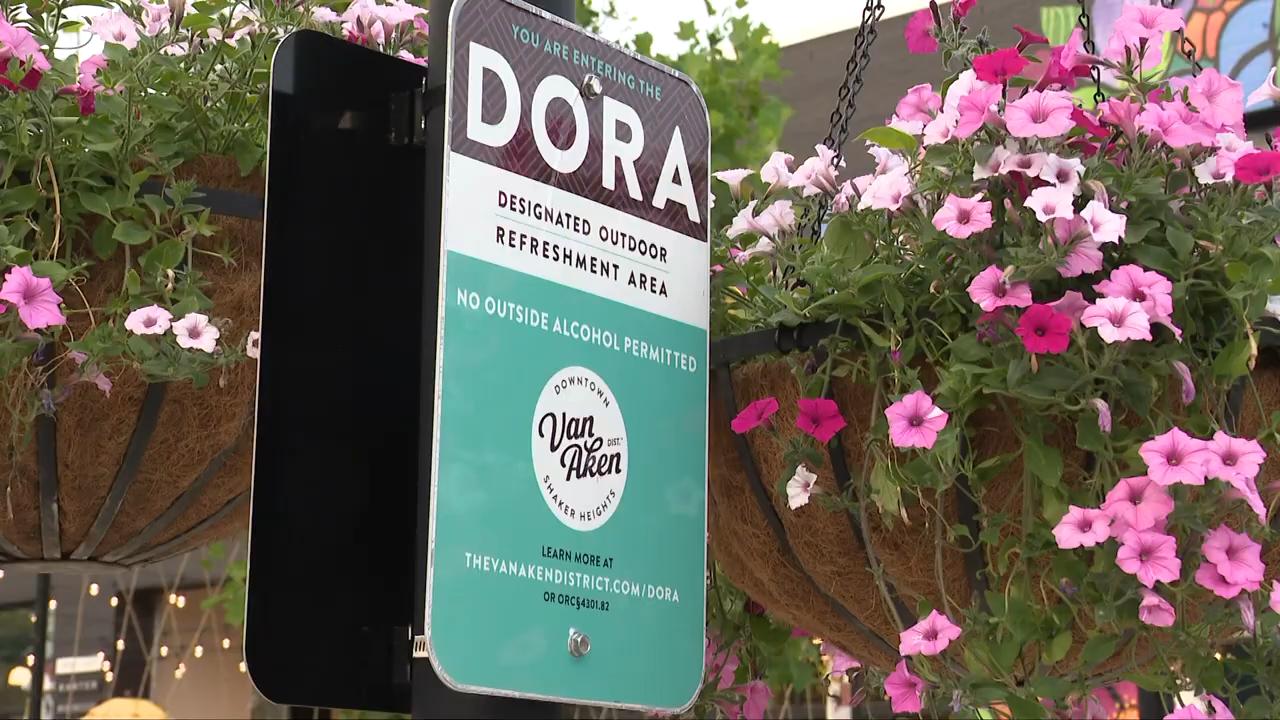 YOU ARE ENTERING THE
DORA
DESIGNATED OUTDOOR
REFRESHMENT AREA
NO OUTSIDE ALCOHOL PERMITTED
DOWNTOWN
Van
Aken
DIST.
SHAKER HEIGHTS
LEARN MORE AT
THEVANAKENDISTRICT.COM/DORA
OR ORC§4301.82